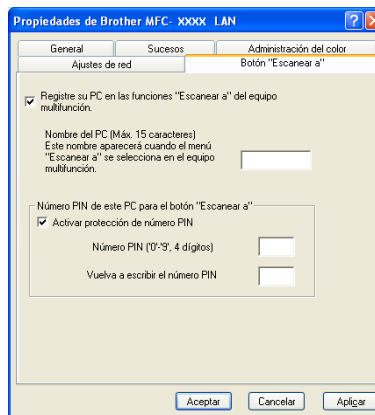 Propiedades de Brother MFC- XXXX LAN
General
Sucesos
Administración del color
Ajustes de red
Botón "Escanear a"
Registre su PC en las funciones "Escanear a" del equipo
multifunción.
Nombre del PC (Máx. 15 caracteres)
Este nombre aparecerá cuando el menú
"Escanear a" se selecciona en el equipo
multifunción.
Número PIN de este PC para el botón "Escanear a"
Activar protección de número PIN
Número PIN ('0'-'9', 4 dígitos)
Vuelva a escribir el número PIN
Aceptar
Cancelar
Aplicar